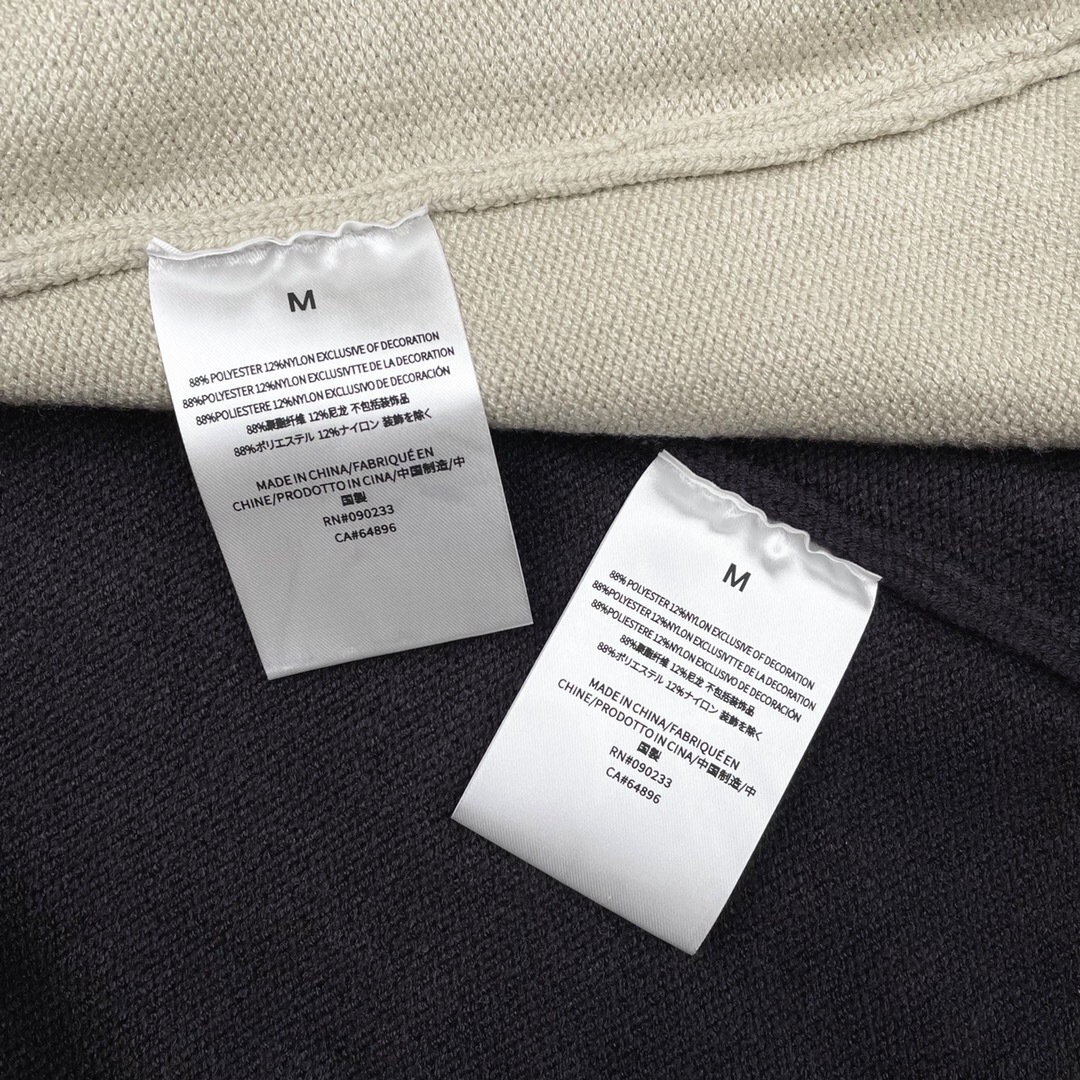 M
88% POLYESTER 12%NYLON EXCLUSIVE OF DECORATION
88%POLYESTER 12%NYLON EXCLUSIVTTE DE LA DECORATION
88%POLIESTERE 12%NYLON EXCLUSIVO DE DECORACIÓN
88%聚酯纤维 12%尼龙 不包括装饰品
88%ポリエステル 12%ナイロン 装飾を除く
MADE IN CHINA/FABRIQUÉ EN
CHINE/PRODOTTO IN CINA/中国制造/中
国製
RN#090233
CA#64896
M
88% POLYESTER 12%NYLON EXCLUSIVE OF DECORATION
88%POLYESTER 12%NYLON EXCLUSIVTTE DE LA DECORATION
88%POLIESTERE 12%NYLON EXCLUSIVO DE DECORACIÓN
88%聚酯纤维 12%尼龙 不包括装饰品
88%ポリエステル 12%ナイロン 装飾を除く
MADE IN CHINA/FABRIQUÉ EN
CHINE/PRODOTTO IN CINA/中国制造/中
国製
RN#090233
CA#64896